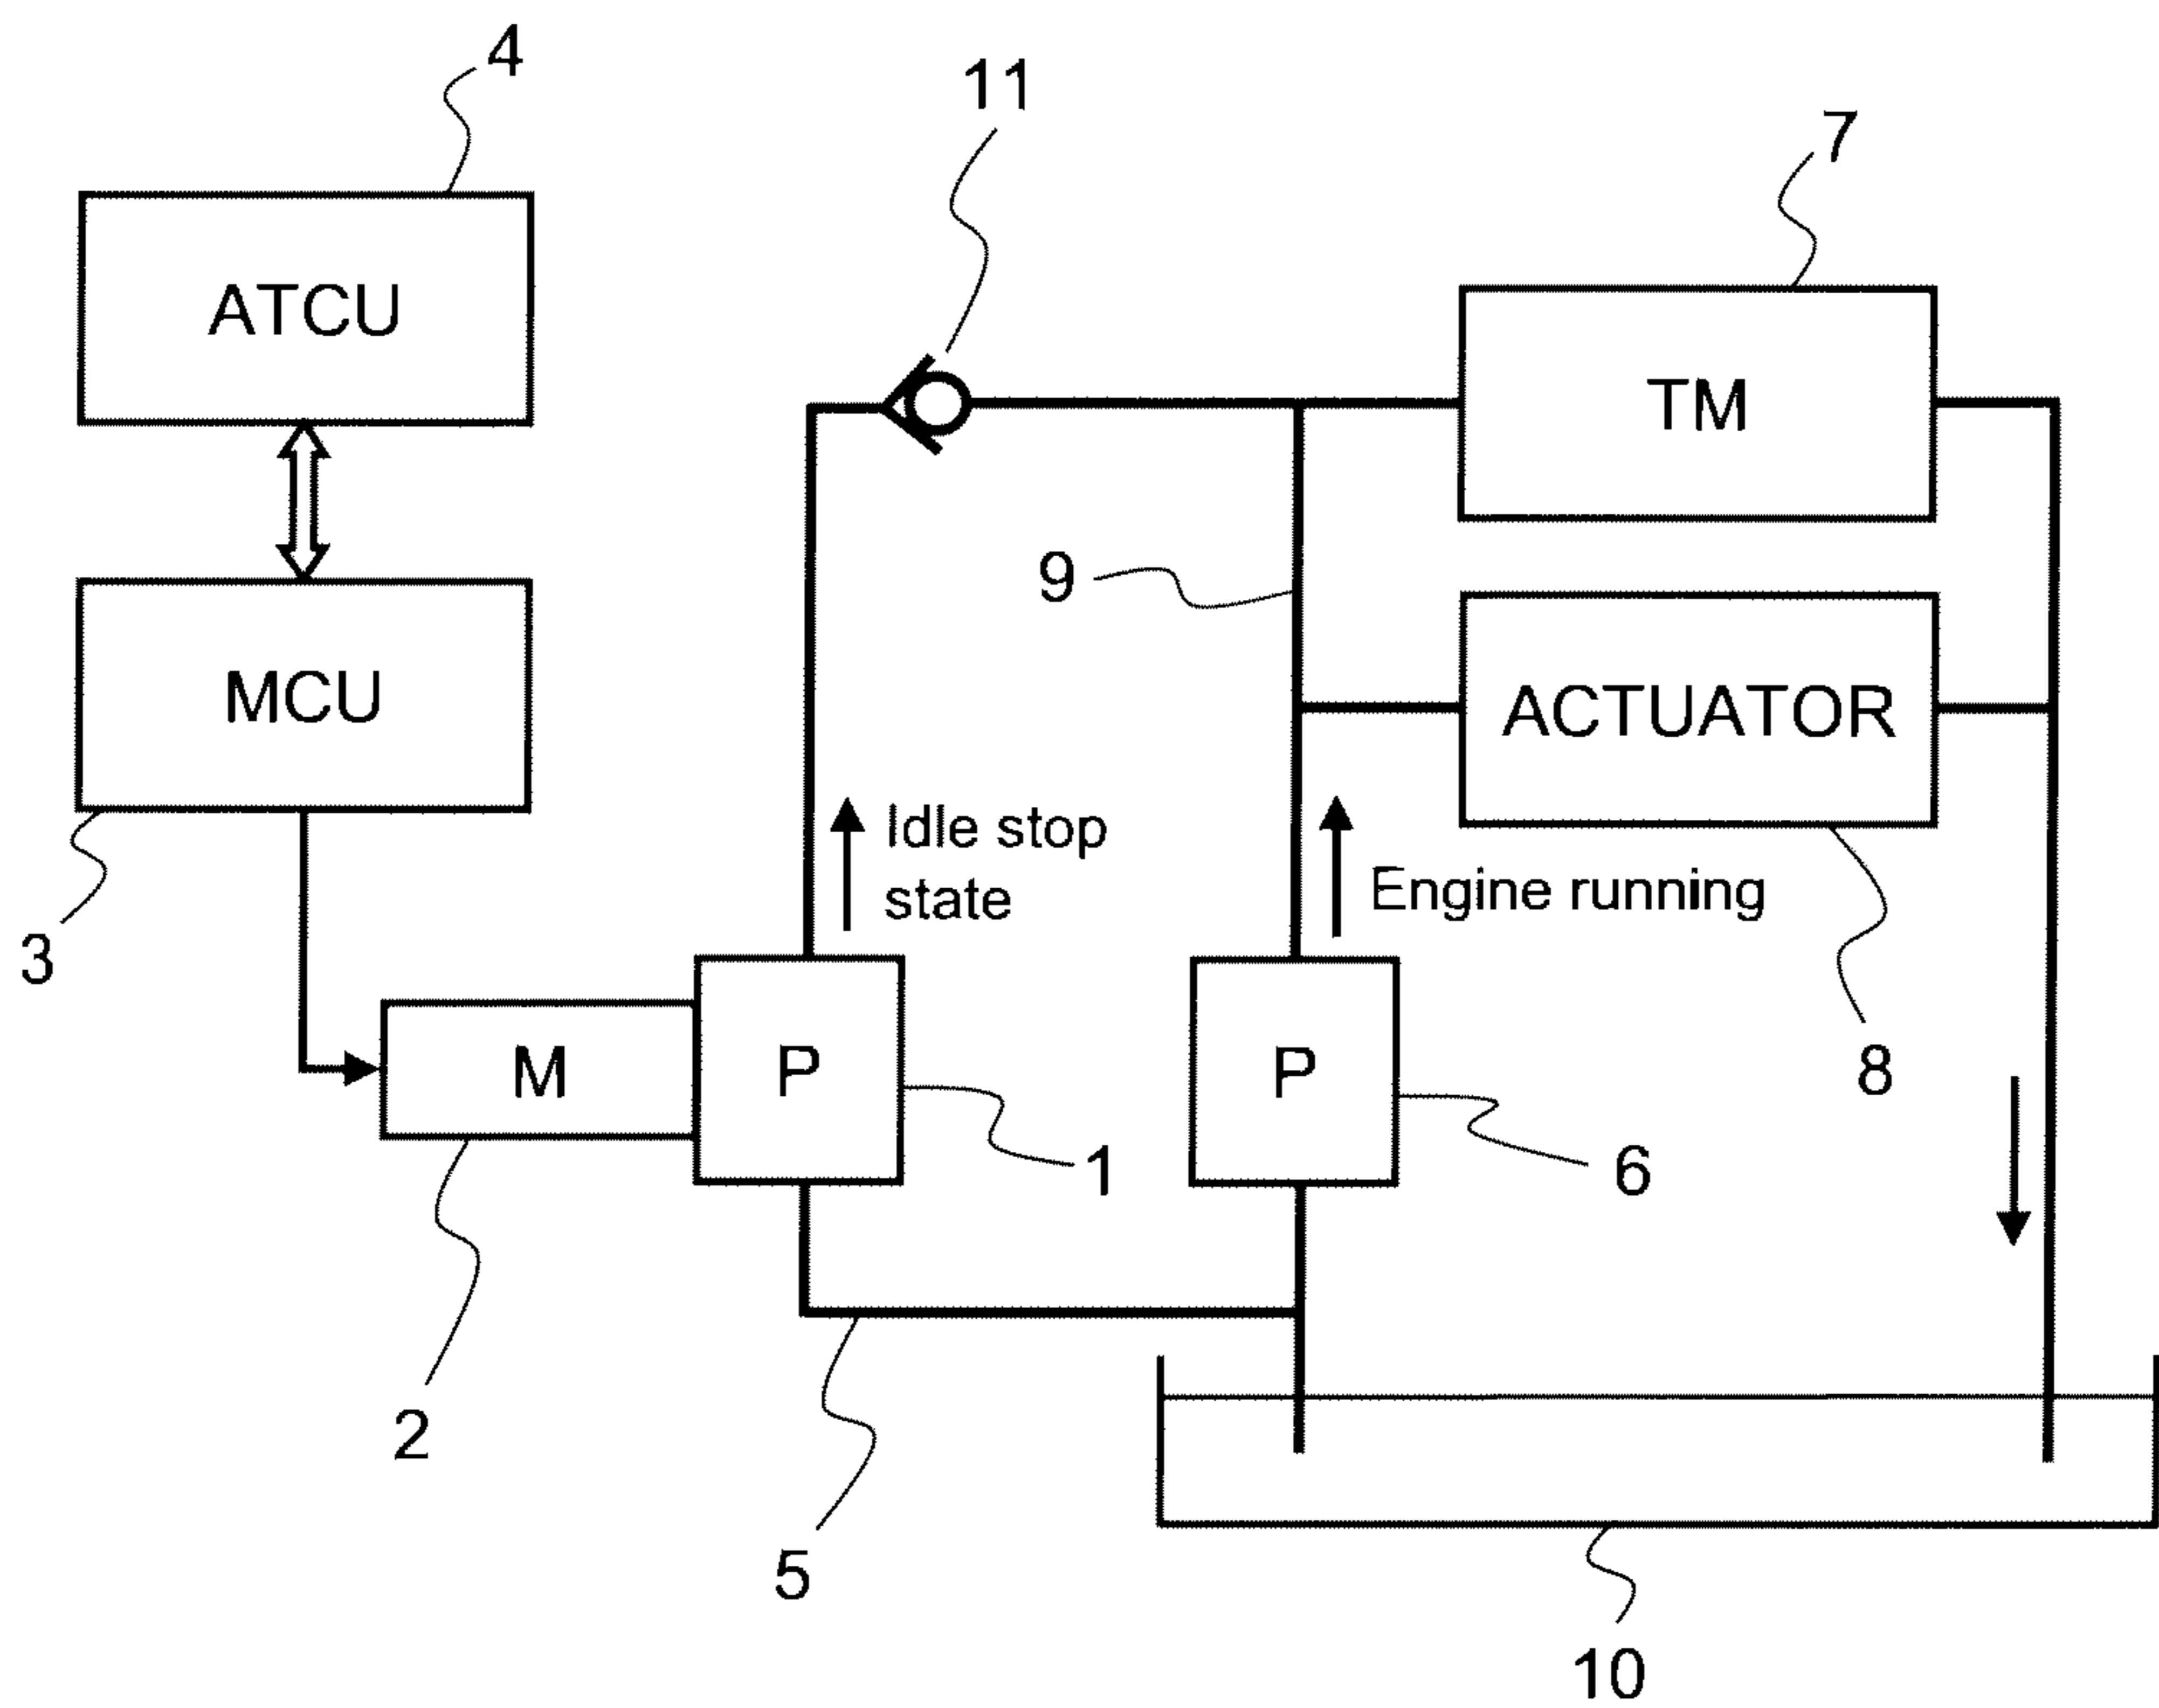 4
11
7
ATCU
TM
9
MCU
ACTUATOR
Idle stop
state
Engine running
3
M
P
P
8
1
6
2
5
10